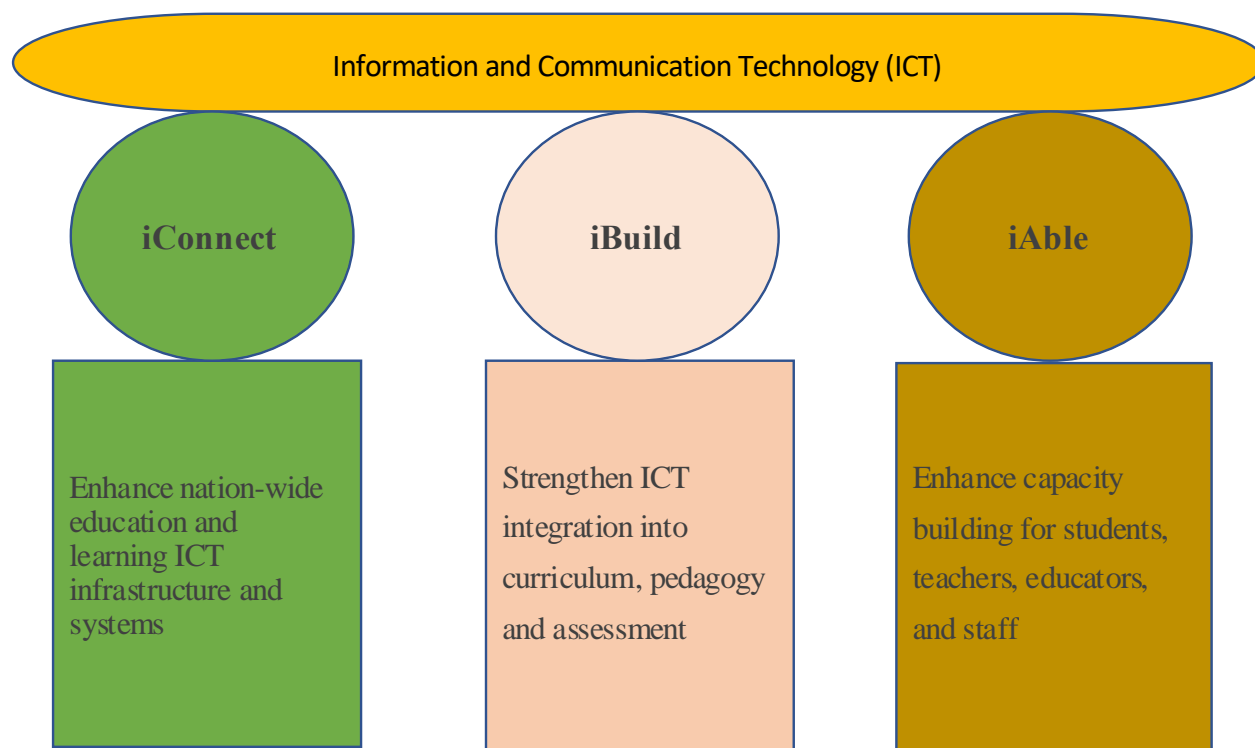 Information and Communication Technology (ICT)
iConnect
iBuild
iAble
Enhance nation-wide
education and
learning ICT
infrastructure and
systems
Strengthen ICT
integration into
curriculum, pedagogy
and assessment
Enhance capacity
building for students,
teachers, educators,
and staff